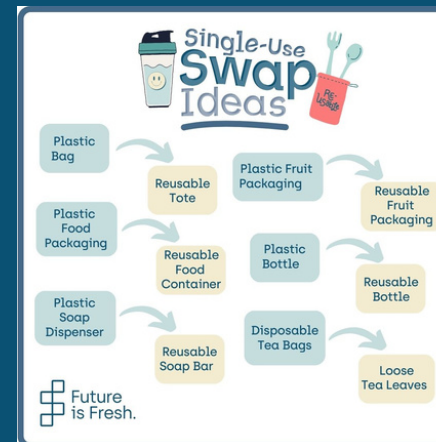 Single-Use
Swap
Ideas
Re-
Usable
Plastic
Bag
Reusable
Tote
Plastic
Food
Packaging
Reusable
Food
Container
Plastic
Soap
Dispenser
Reusable
Soap Bar
Plastic Fruit
Packaging
Reusable
Fruit
Packaging
Plastic
Bottle
Reusable
Bottle
Disposable
Tea Bags
Loose
Tea Leaves
Future
is Fresh.